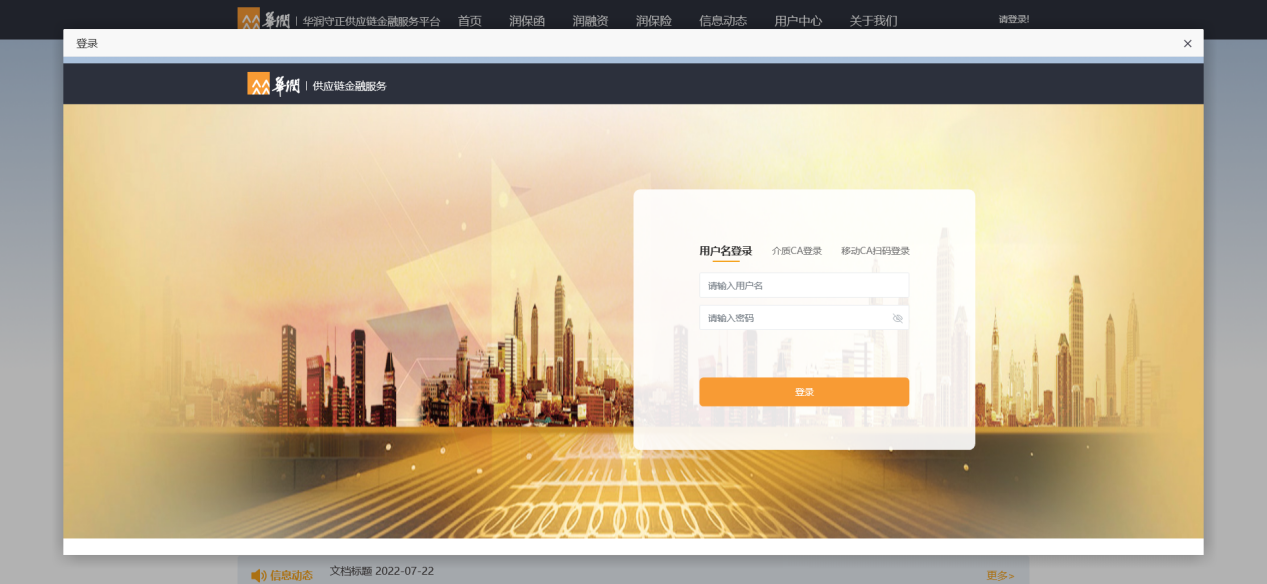 華潤 | 华润守正供应链金融服务平台 首页 润保函 润融资 润保险 信息动态 用户中心 关于我们 请登录!
登录 ×
華潤 | 供应链金融服务
用户名登录 介质CA登录 移动CA扫码登录
请输入用户名
请输入密码
登录
信息动态 文档标题 2022-07-22 更多>